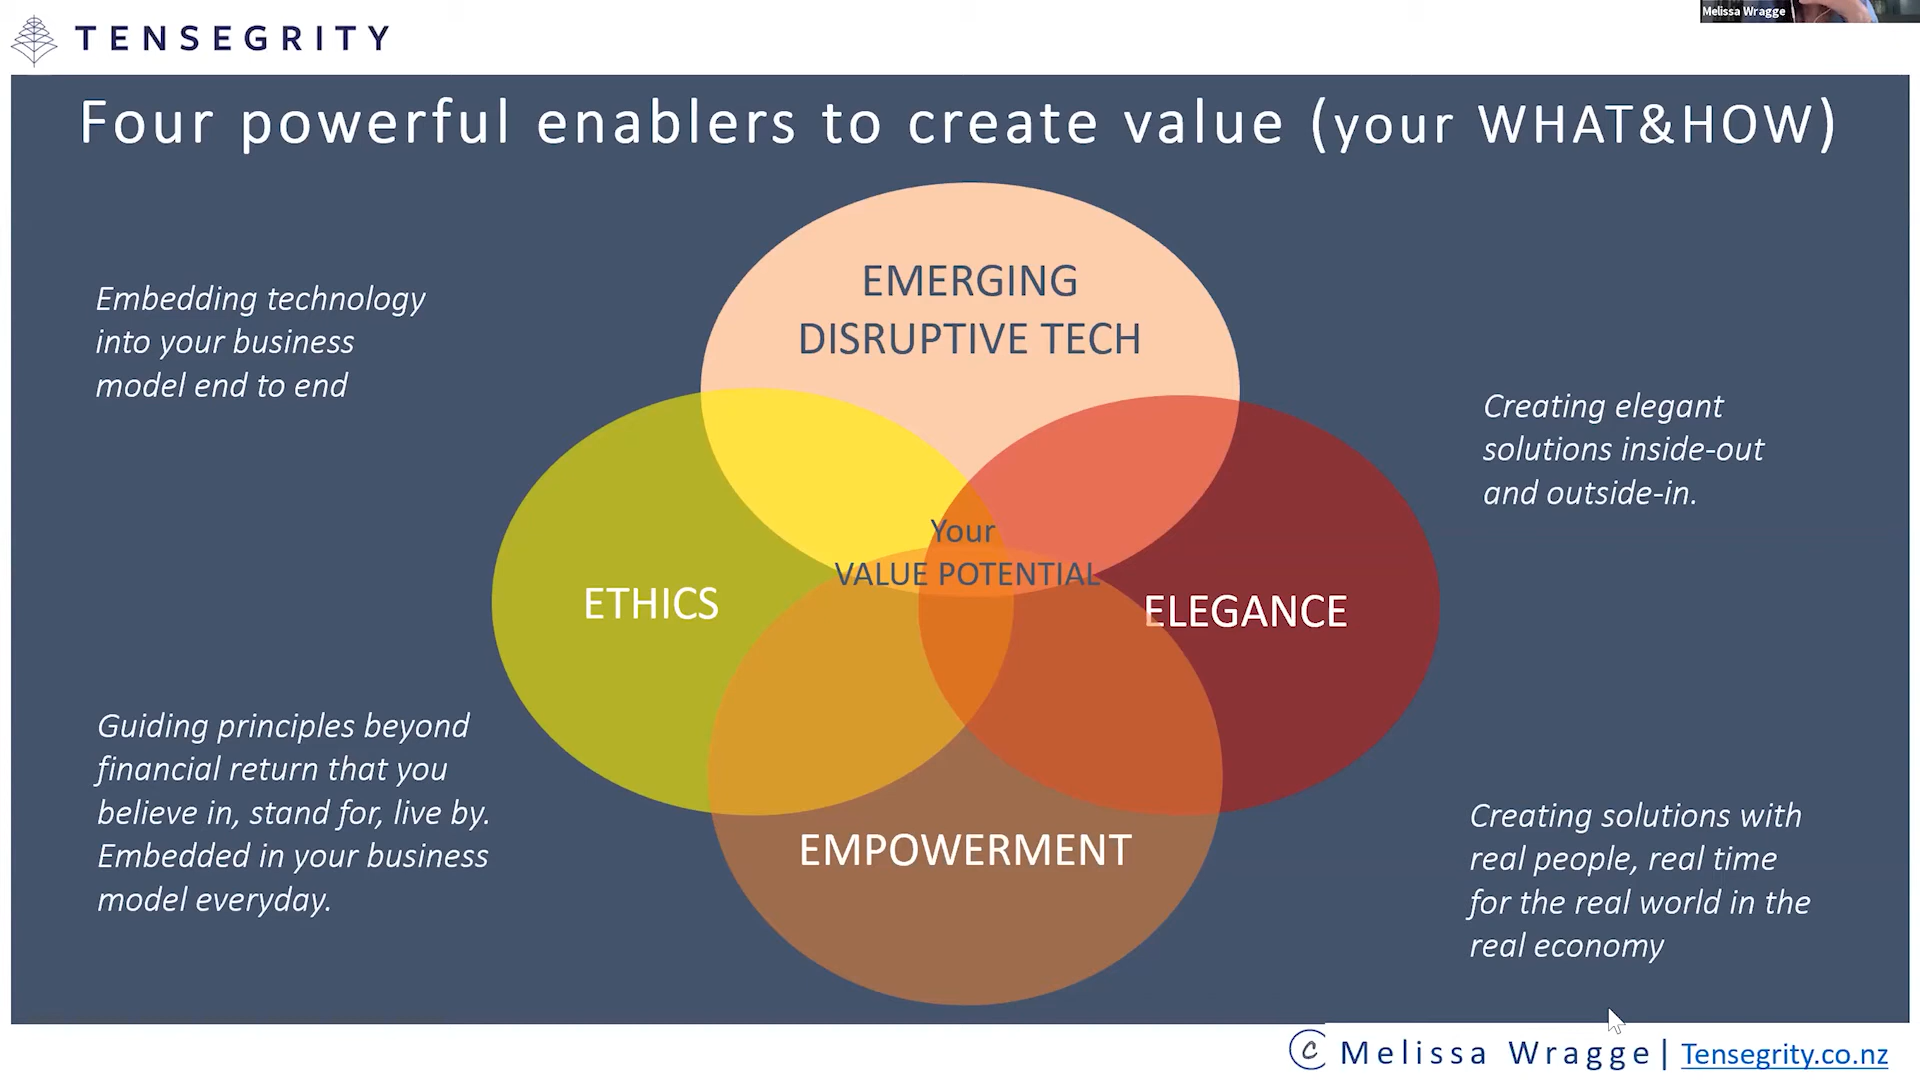 Melissa Wragge
TENSEGRITY
Four powerful enablers to create value (your WHAT&HOW)
EMERGING
DISRUPTIVE TECH
Embedding technology
into your business
model end to end
Creating elegant
solutions inside-out
and outside-in.
Your
VALUE POTENTIAL
ETHICS
ELEGANCE
Guiding principles beyond
financial return that you
believe in, stand for, live by.
Embedded in your business
model everyday.
EMPOWERMENT
Creating solutions with
real people, real time
for the real world in the
real economy
© Melissa Wragge| Tensegrity.co.nz